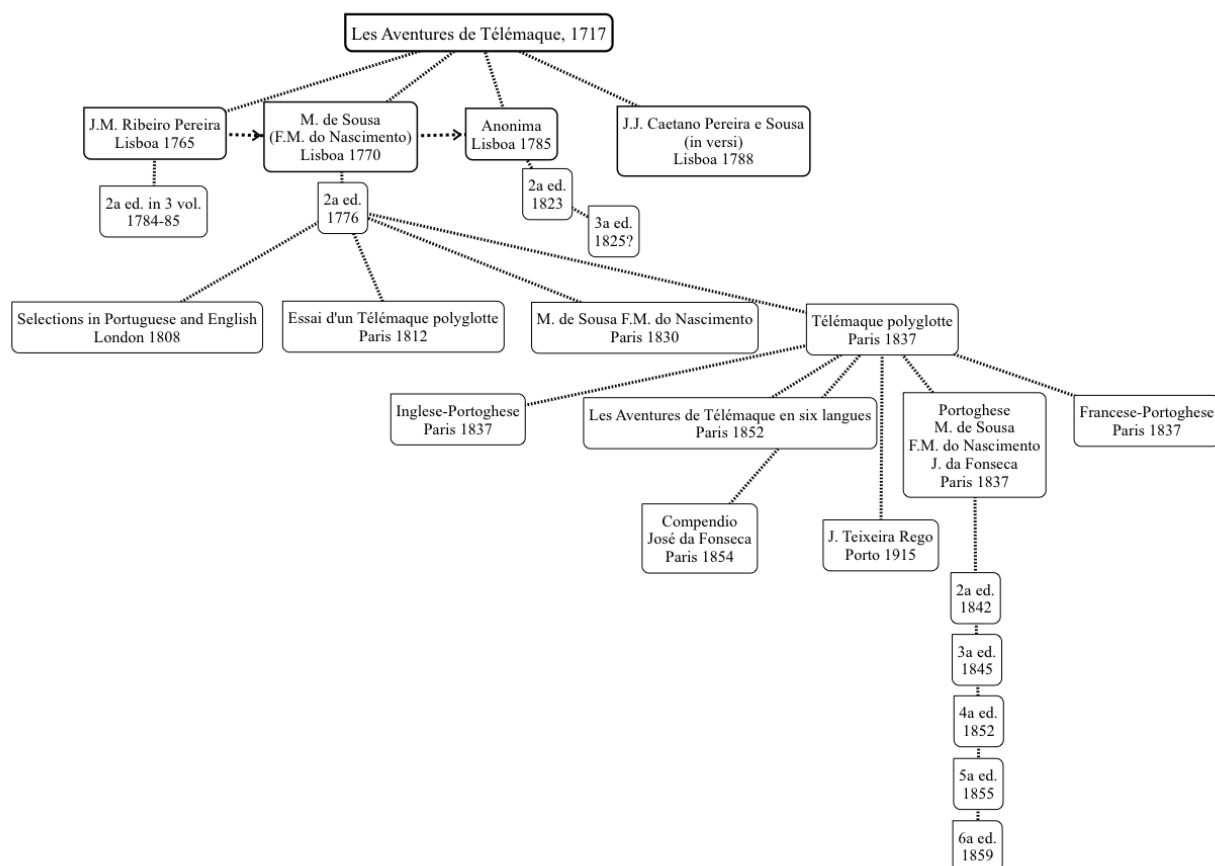 Les Aventures de Télémaque, 1717
J.M. Ribeiro Pereira
Lisboa 1765
M. de Sousa
(F.M. do Nascimento)
Lisboa 1770
Anonima
Lisboa 1785
J.J. Caetano Pereira e Sousa
(in versi)
Lisboa 1788
2a ed. in 3 vol.
1784-85
2a ed.
1776
2a ed.
1823
3a ed.
1825?
Selections in Portuguese and English
London 1808
Essai d'un Télémaque polyglotte
Paris 1812
M. de Sousa F.M. do Nascimento
Paris 1830
Télémaque polyglotte
Paris 1837
Inglese-Portoghese
Paris 1837
Les Aventures de Télémaque en six langues
Paris 1852
Portoghese
M. de Sousa
F.M. do Nascimento
J. da Fonseca
Paris 1837
Francese-Portoghese
Paris 1837
Compendio
José da Fonseca
Paris 1854
J. Teixeira Rego
Porto 1915
2a ed.
1842
3a ed.
1845
4a ed.
1852
5a ed.
1855
6a ed.
1859